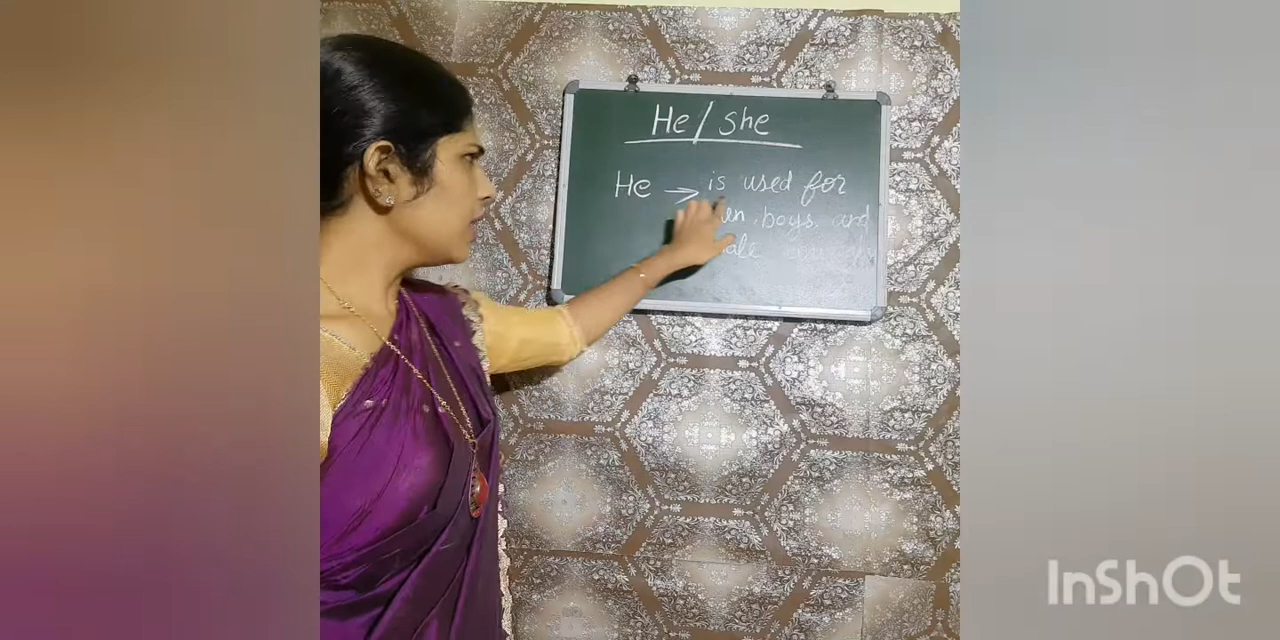 He/she
He → is used for
boys, and
InShOt